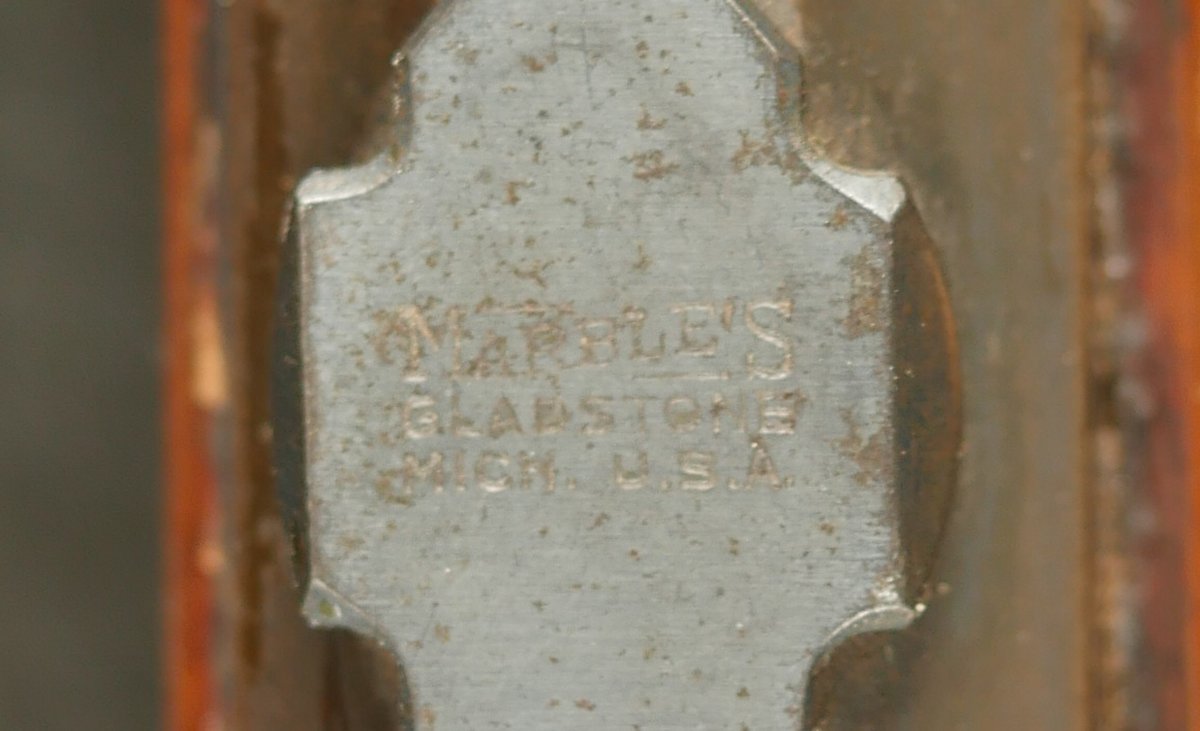 MARBLE'S
GLADSTONE
MICH. U.S.A.